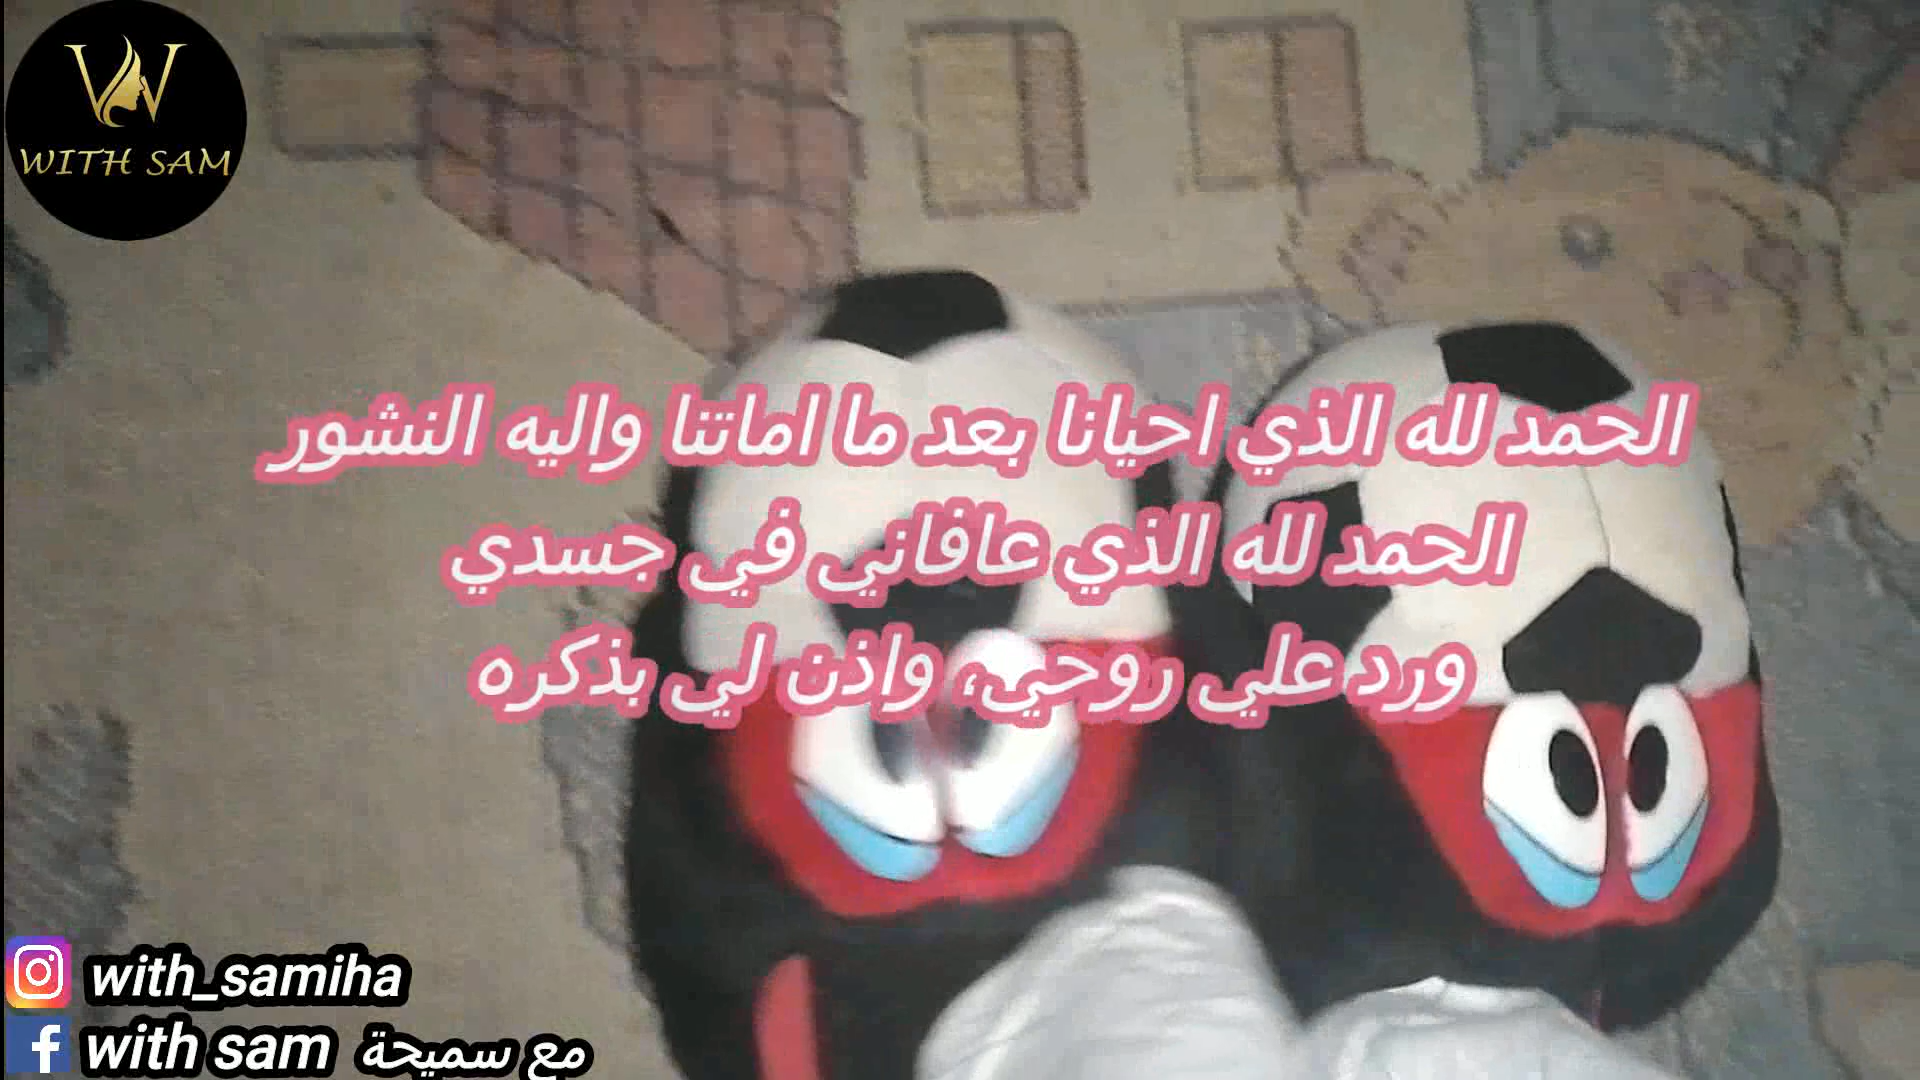 WITH SAM
الحمد لله الذي احيانا بعد ما اماتنا واليه النشور
الحمد لله الذي عافاني في جسدي
ورد علي روحي، واذن لي بذكره
with_samiha
with sam مع سميحة